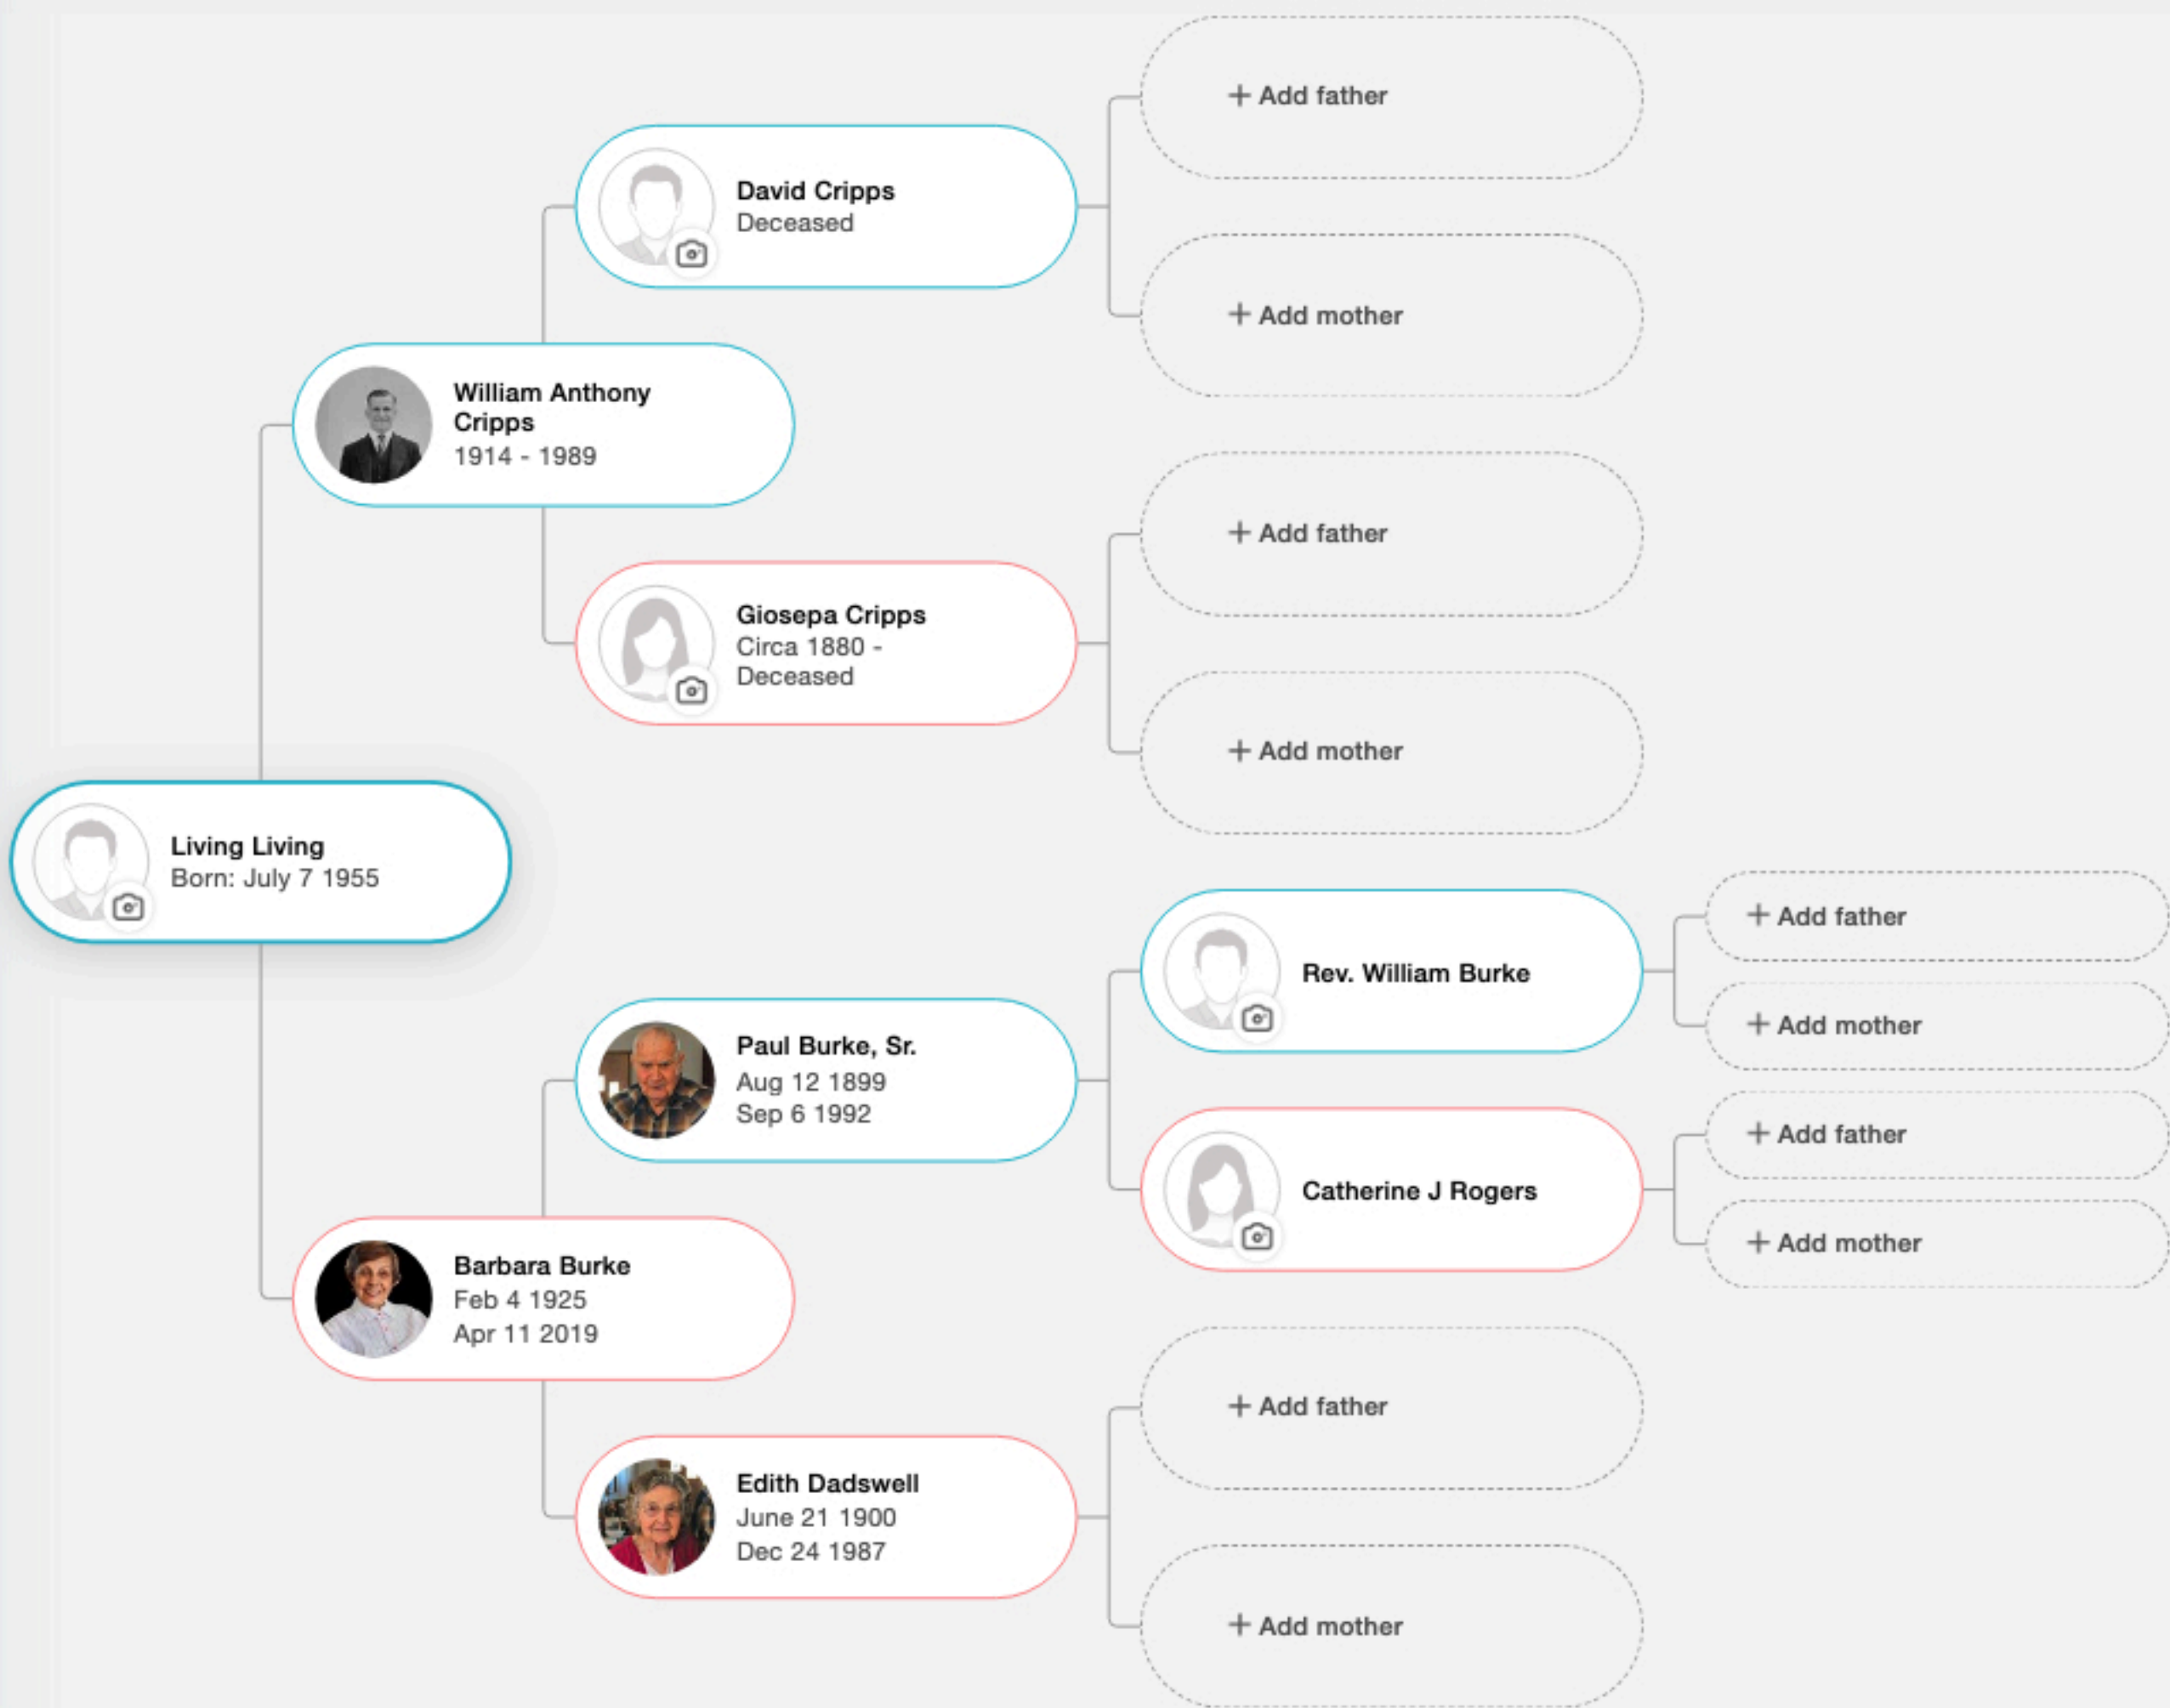 + Add father
David Cripps
Deceased
+ Add mother
William Anthony
Cripps
1914 - 1989
+ Add father
Giosepa Cripps
Circa 1880 -
Deceased
+ Add mother
Living Living
Born: July 7 1955
Rev. William Burke
+ Add father
+ Add mother
Paul Burke, Sr.
Aug 12 1899
Sep 6 1992
Catherine J Rogers
+ Add father
+ Add mother
Barbara Burke
Feb 4 1925
Apr 11 2019
+ Add father
Edith Dadswell
June 21 1900
Dec 24 1987
+ Add mother